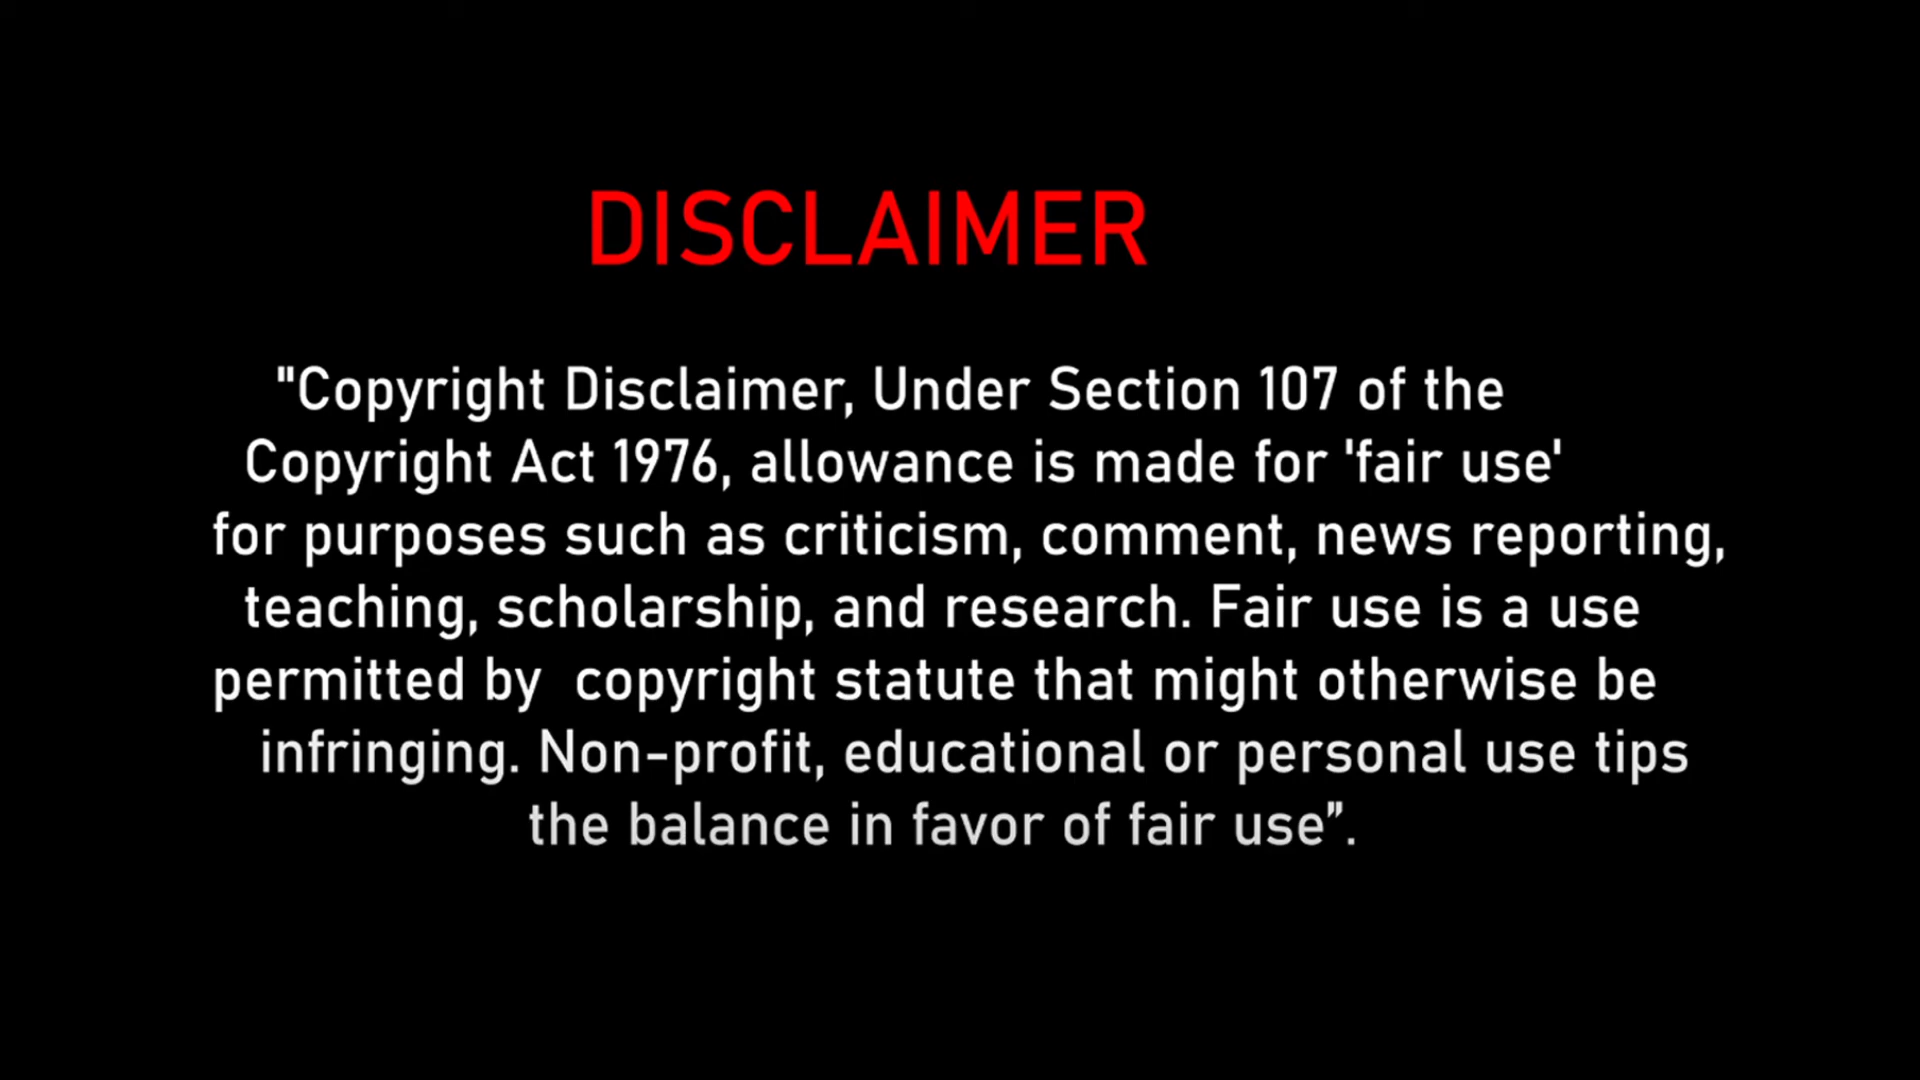 DISCLAIMER
"Copyright Disclaimer, Under Section 107 of the
Copyright Act 1976, allowance is made for 'fair use'
for purposes such as criticism, comment, news reporting,
teaching, scholarship, and research. Fair use is a use
permitted by  copyright statute that might otherwise be
infringing. Non-profit, educational or personal use tips
the balance in favor of fair use”.